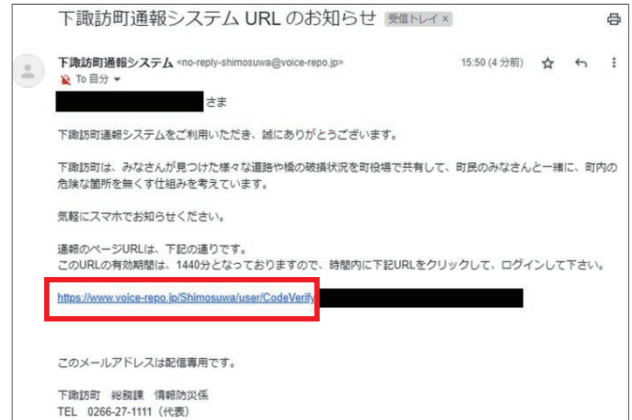 下諏訪町通報システム URL のお知らせ 受信トレイ ×
下諏訪町通報システム <no-reply-shimosuwa@voice-repo.jp> 15:50 (4 分前)
To 自分
さま
下諏訪町通報システムをご利用いただき、誠にありがとうございます。
下諏訪町は、みなさんが見つけた様々な道路や橋の破損状況を町役場で共有して、町民のみなさんと一緒に、町内の
危険な箇所を無くす仕組みを考えています。
気軽にスマホでお知らせください。
通報のページURLは、下記の通りです。
このURLの有効期間は、1440分となっておりますので、時間内に下記URLをクリックして、ログインして下さい。
https://www.voice-repo.jp/Shimosuwa/user/CodeVerify
このメールアドレスは配信専用です。
下諏訪町 総務課 情報防災係
TEL 0266-27-1111（代表）